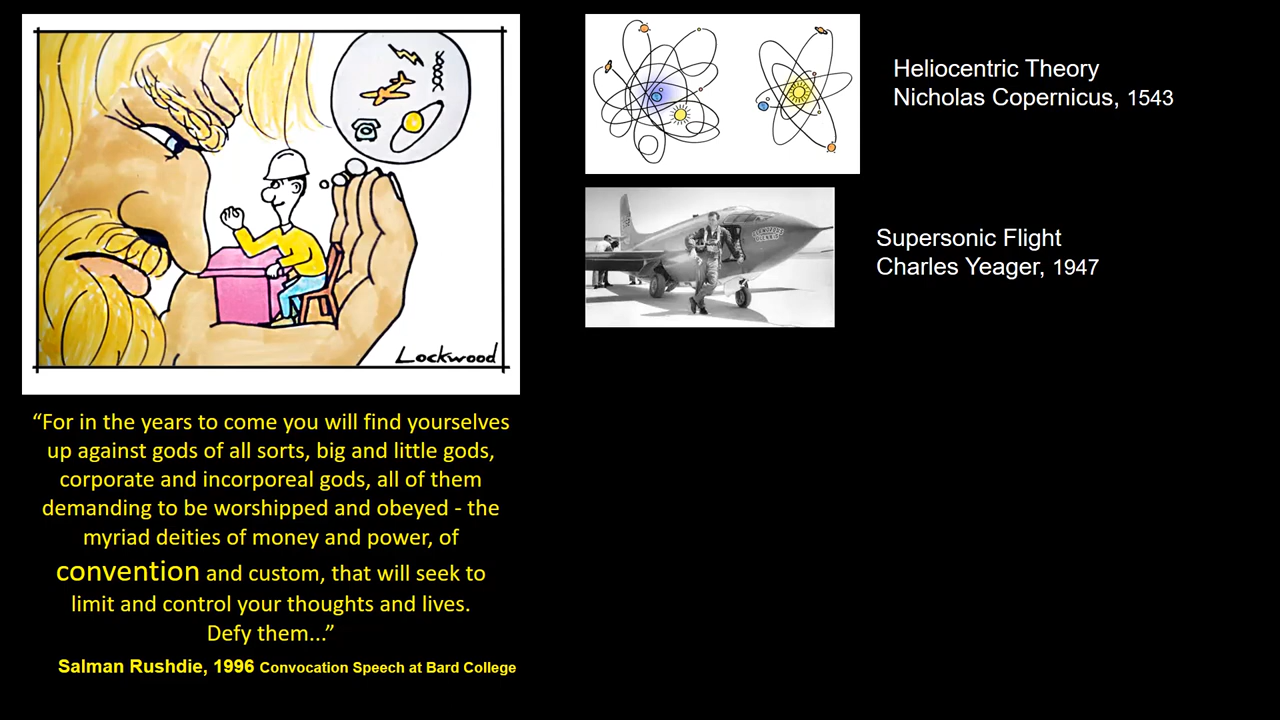 Lockwood
“For in the years to come you will find yourselves
up against gods of all sorts, big and little gods,
corporate and incorporeal gods, all of them
demanding to be worshipped and obeyed - the
myriad deities of money and power, of
convention and custom, that will seek to
limit and control your thoughts and lives.
Defy them...”
Salman Rushdie, 1996 Convocation Speech at Bard College
Heliocentric Theory
Nicholas Copernicus, 1543
Supersonic Flight
Charles Yeager, 1947